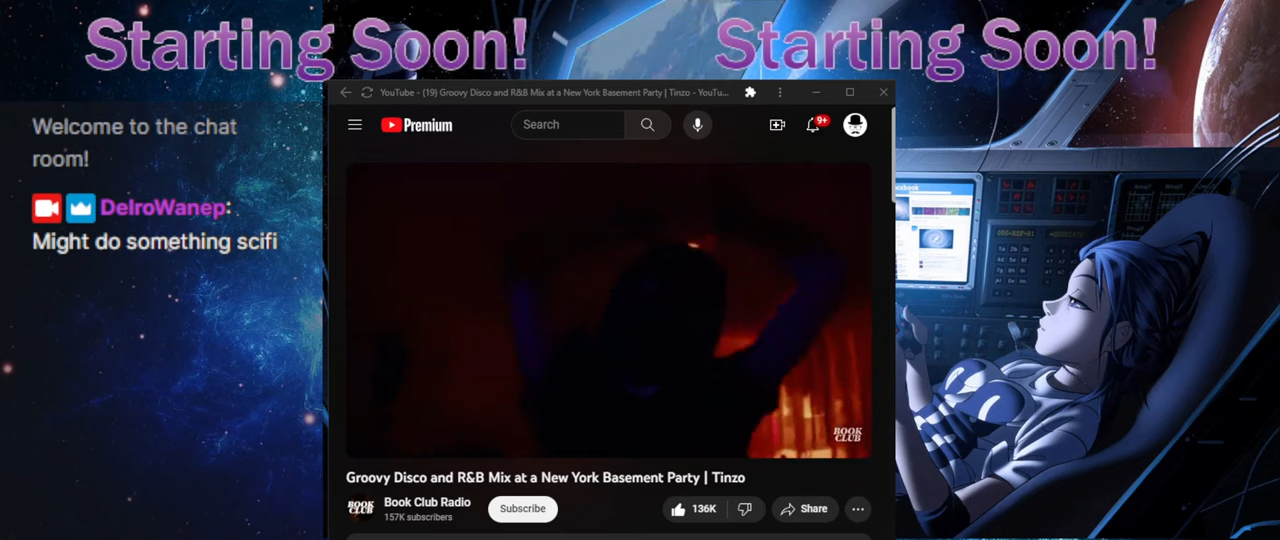 Starting Soon!
Starting Soon!
YouTube - (19) Groovy Disco and R&B Mix at a New York Basement Party | Tinzo - YouTu...
Premium
Search
9+
Welcome to the chat
room!
DelroWanep:
Might do something scifi
BOOK
CLUB
Groovy Disco and R&B Mix at a New York Basement Party | Tinzo
BOOK
CLUB
Book Club Radio
157K subscribers
Subscribe
136K
Share